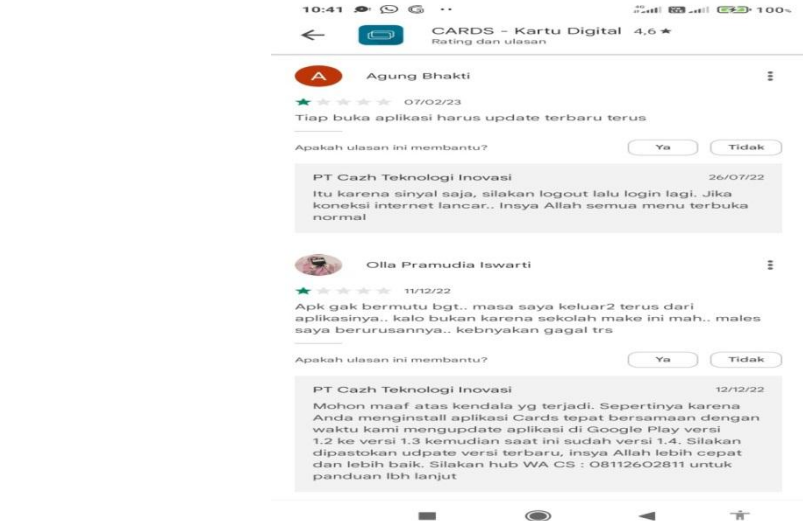 10:41
100%
CARDS - Kartu Digital 4,6★
Rating dan ulasan
A
Agung Bhakti
07/02/23
Tiap buka aplikasi harus update terbaru terus
Apakah ulasan ini membantu?
Ya
Tidak
PT Cazh Teknologi Inovasi
26/07/22
Itu karena sinyal saja, silakan logout lalu login lagi. Jika
koneksi internet lancar.. Insya Allah semua menu terbuka
normal
Olla Pramudia Iswarti
11/12/22
Apk gak bermutu bgt.. masa saya keluar2 terus dari
aplikasinya.. kalo bukan karena sekolah make ini mah.. males
saya berurusannya.. kebnyakan gagal trs
Apakah ulasan ini membantu?
Ya
Tidak
PT Cazh Teknologi Inovasi
12/12/22
Mohon maaf atas kendala yg terjadi. Sepertinya karena
Anda menginstall aplikasi Cards tepat bersamaan dengan
waktu kami mengupdate aplikasi di Google Play versi
1.2 ke versi 1.3 kemudian saat ini sudah versi 1.4. Silakan
dipastokan udpate versi terbaru, insya Allah lebih cepat
dan lebih baik. Silakan hub WA CS : 08112602811 untuk
panduan lbh lanjut